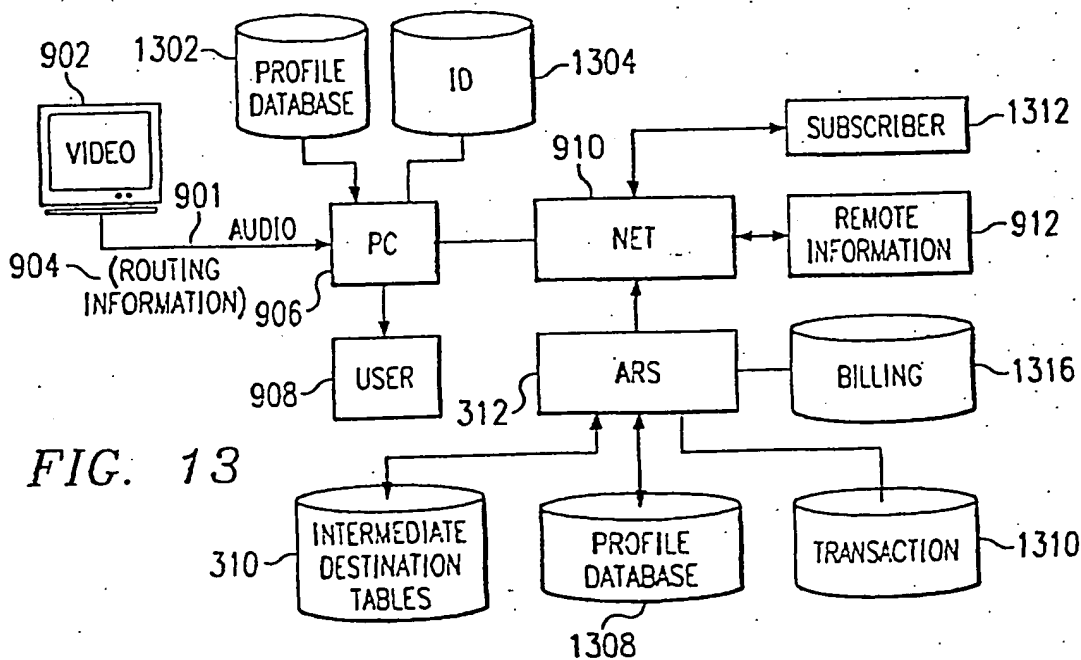 1302
902
PROFILE
DATABASE
ID
1304
VIDEO
910
SUBSCRIBER
1312
901
AUDIO
PC
NET
REMOTE
INFORMATION
912
904
(ROUTING
INFORMATION)
906
USER
908
ARS
312
BILLING
1316
FIG. 13
INTERMEDIATE
DESTINATION
TABLES
310
PROFILE
DATABASE
1308
TRANSACTION
1310